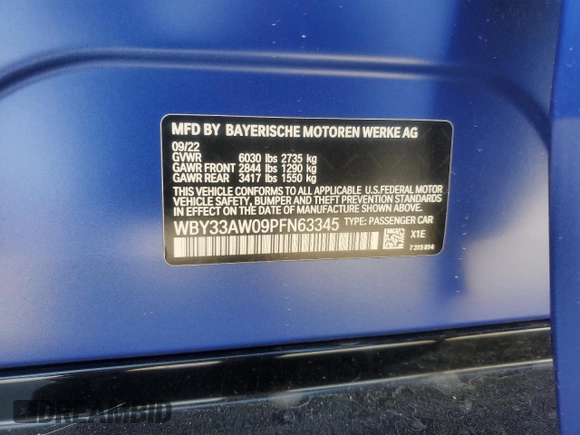 MFD BY BAYERISCHE MOTOREN WERKE AG
09/22
GVWR 6030 lbs 2735 kg
GAWR FRONT 2844 lbs 1290 kg
GAWR REAR 3417 lbs 1550 kg
THIS VEHICLE CONFORMS TO ALL APPLICABLE U.S.FEDERAL MOTOR
VEHICLE SAFETY, BUMPER AND THEFT PREVENTION STANDARDS
IN EFFECT ON THE DATE OF MANUFACTURE SHOWN ABOVE.
WBY33AW09PFN63345 TYPE: PASSENGER CAR
X1E
7315814
DREAMBID